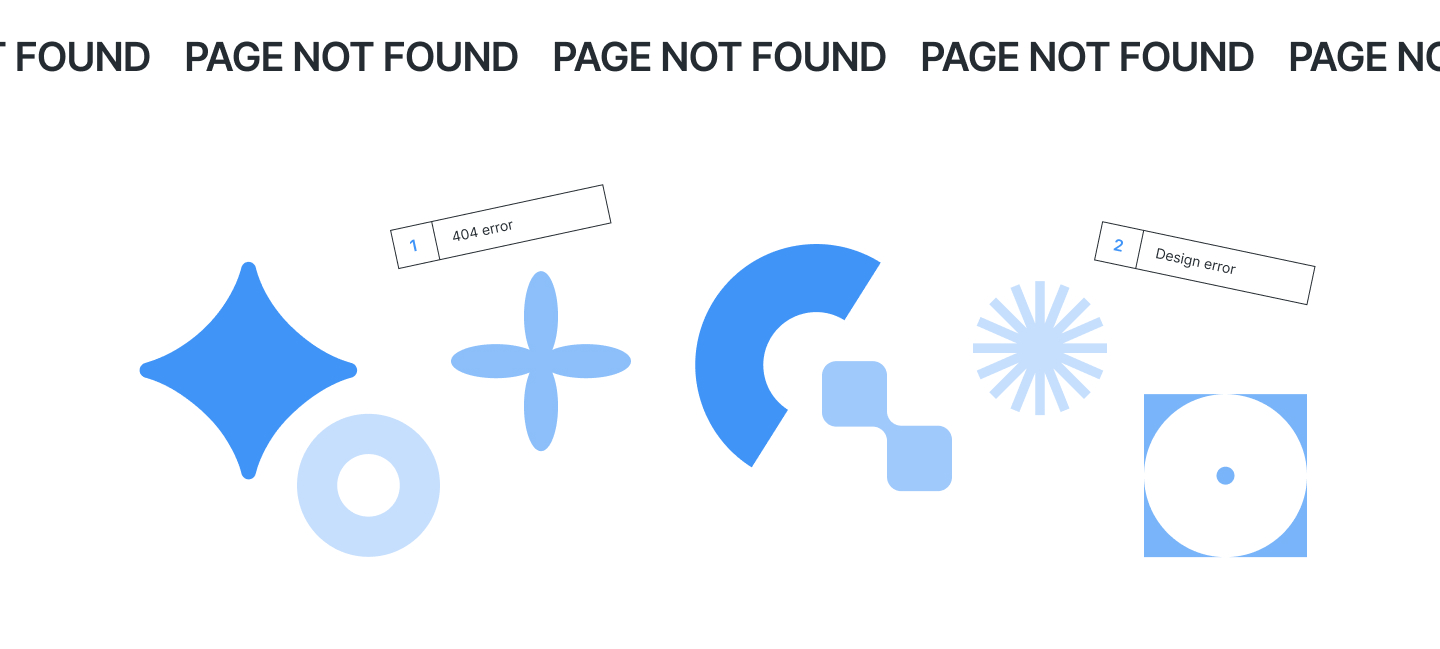 T FOUND PAGE NOT FOUND PAGE NOT FOUND PAGE NOT FOUND PAGE NO
1 404 error
2 Design error